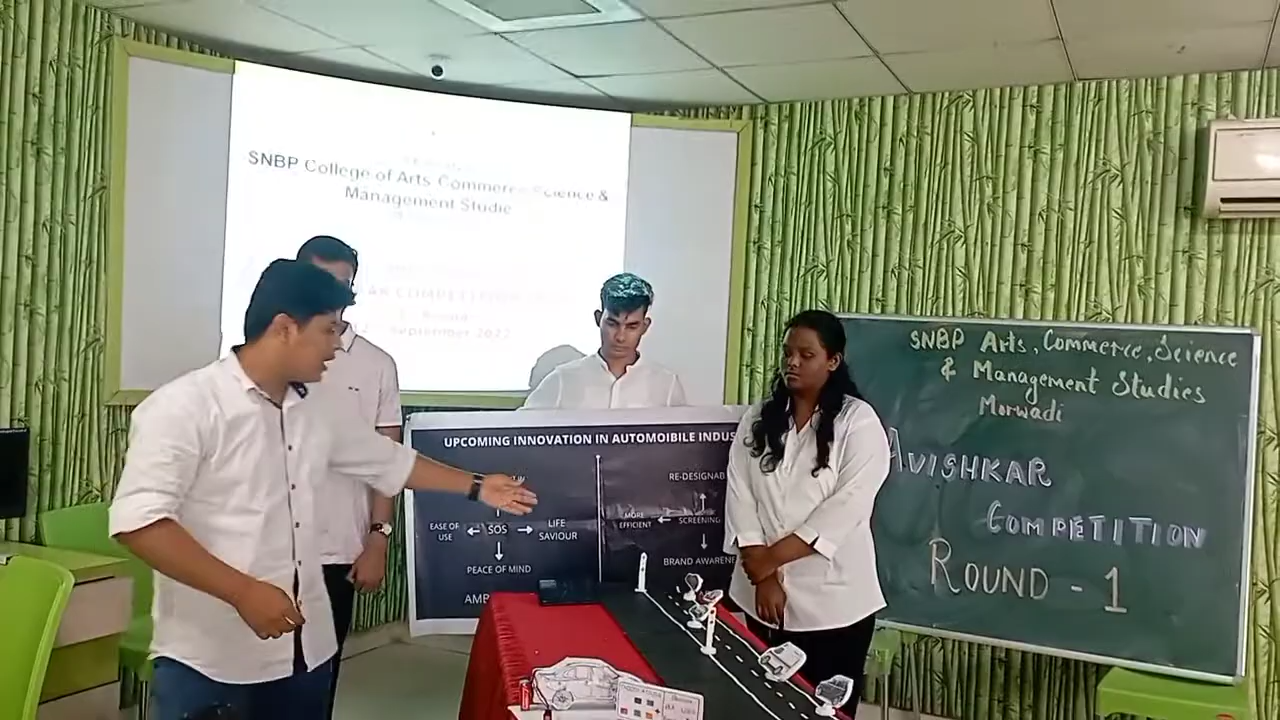 SNBP College of Arts Commerce Science &
Management Studie
COMPETITION
September 2022
UPCOMING INNOVATION IN AUTOMOIBILE INDUS
EASE OF
USE
SOS
LIFE
SAVIOUR
PEACE OF MIND
AMB
RE-DESIGNAB
MORE
EFFICIENT
SCREENING
BRAND AWARENE
SNBP Arts, Commerce, Science
& Management Studies
Morwadi
AVISHKAR
COMPETITION
ROUND - 1